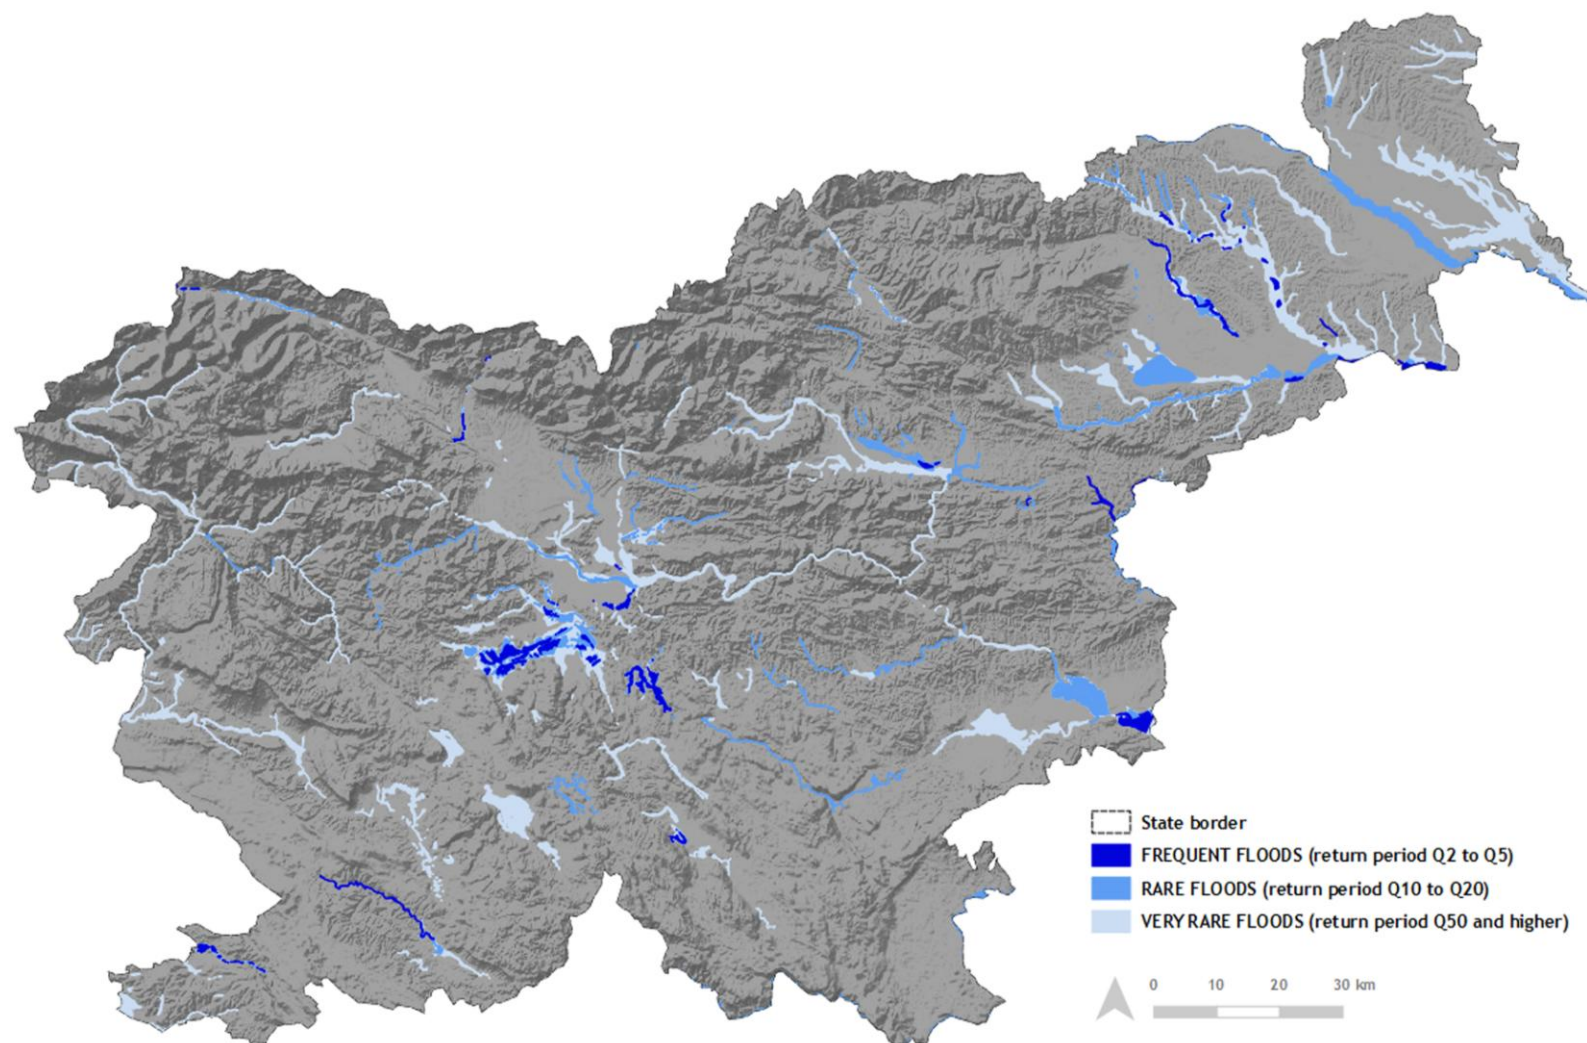 State border
FREQUENT FLOODS (return period Q2 to Q5)
RARE FLOODS (return period Q10 to Q20)
VERY RARE FLOODS (return period Q50 and higher)
0 10 20 30 km